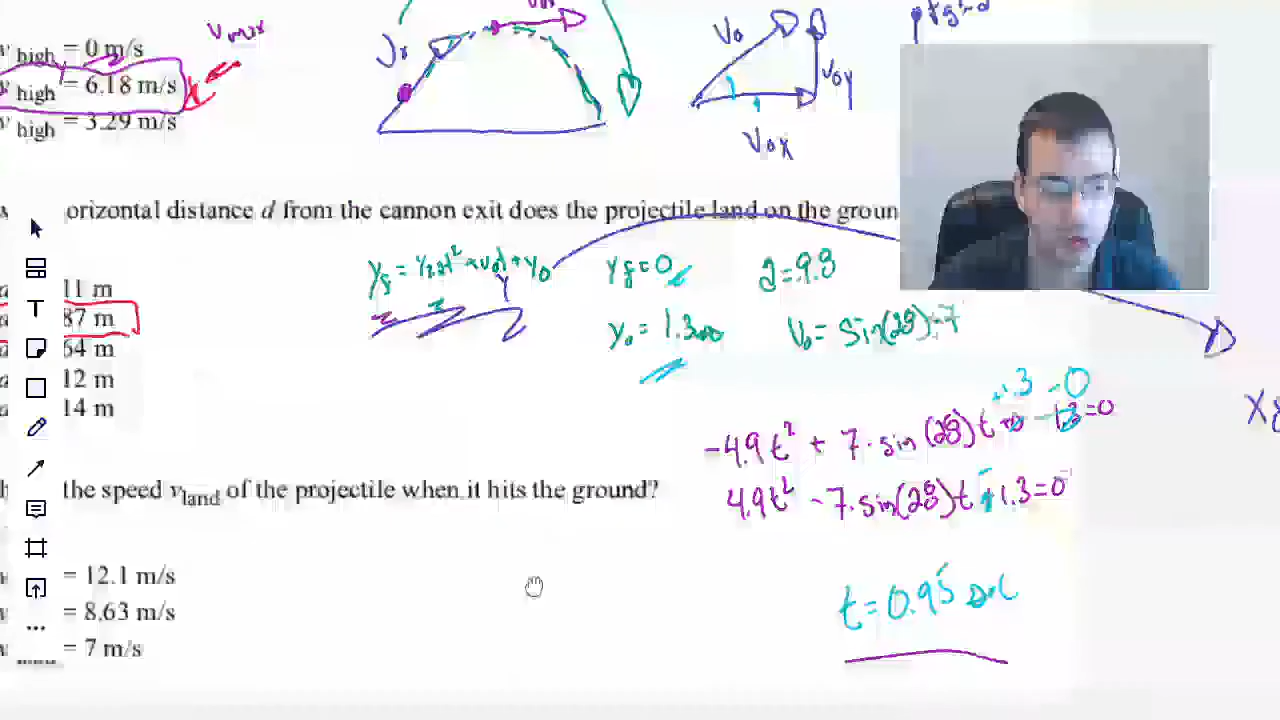 vmax
high = 0 m/s
high = 6.18 m/s
high = 3.29 m/s
V0
V0y
V0x
orizontal distance d from the cannon exit does the projectile land on the groun
yf = 1/2at² + v0t + y0
y
yf = 0
a = 9.8
y0 = 1.3
V0 = sin(28)·7
11 m
87 m
54 m
12 m
14 m
1.3 - 0
-4.9t² + 7·sin(28)t
=0
4.9t² - 7·sin(28)t + 1.3 = 0
the speed vland of the projectile when it hits the ground?
t = 0.95 sec
= 12.1 m/s
= 8.63 m/s
= 7 m/s
T